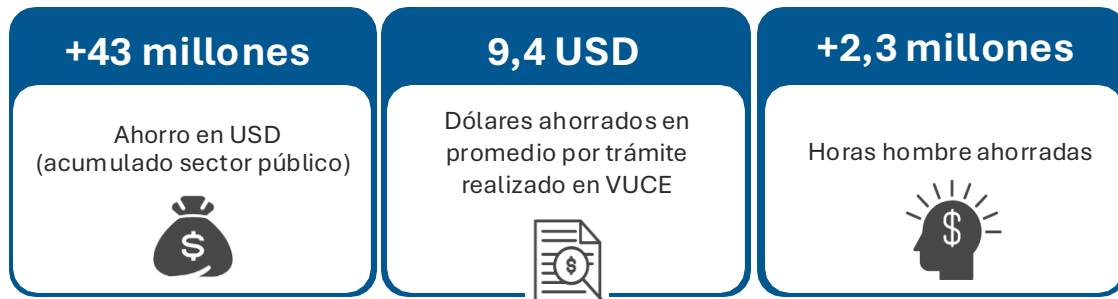 +43 millones
Ahorro en USD
(acumulado sector público)
$
9,4 USD
Dólares ahorrados en
promedio por trámite
realizado en VUCE
$
+2,3 millones
Horas hombre ahorradas
$